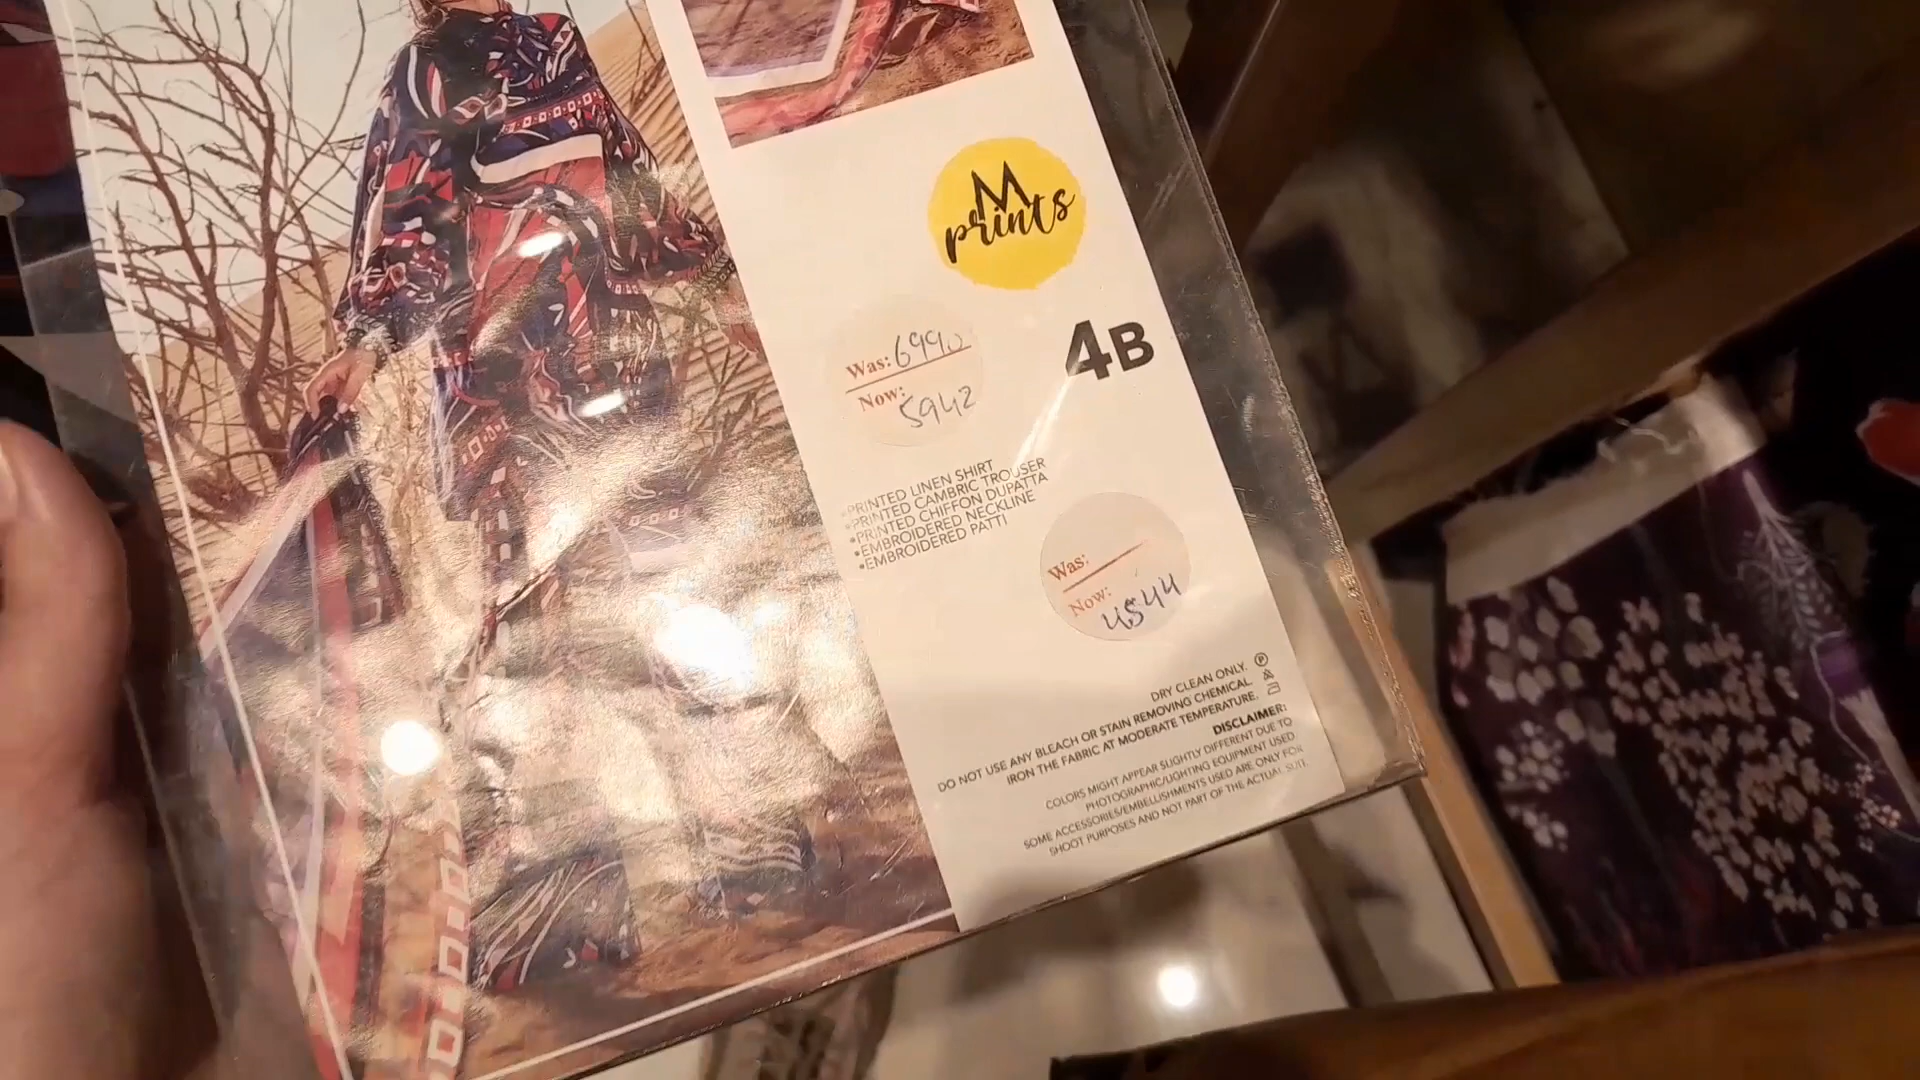 M
prints
4B
Was: 6990
Now: 5942
•PRINTED LINEN SHIRT
•PRINTED CAMBRIC TROUSER
•PRINTED CHIFFON DUPATTA
•EMBROIDERED NECKLINE
•EMBROIDERED PATTI
Was:
Now: 4544
DRY CLEAN ONLY.
DO NOT USE ANY BLEACH OR STAIN REMOVING CHEMICAL.
IRON THE FABRIC AT MODERATE TEMPERATURE.
DISCLAIMER:
COLORS MIGHT APPEAR SLIGHTLY DIFFERENT DUE TO
PHOTOGRAPHIC/LIGHTING EQUIPMENT USED
SOME ACCESSORIES/EMBELLISHMENTS USED ARE ONLY FOR
SHOOT PURPOSES AND NOT PART OF THE ACTUAL SUIT.